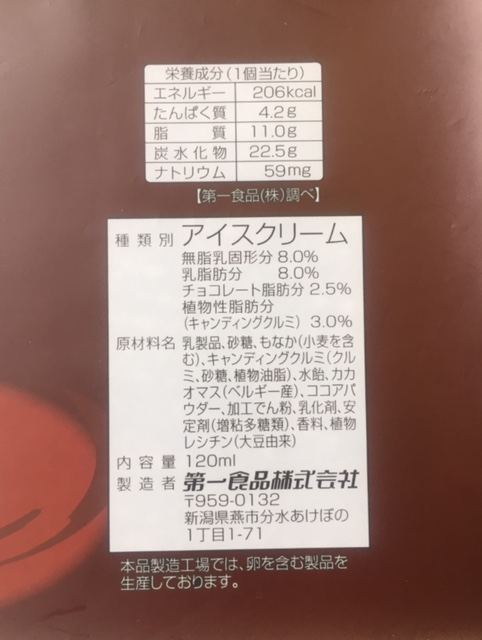 栄養成分(1個当たり)
エネルギー 206kcal
たんぱく質 4.2g
脂質 11.0g
炭水化物 22.5g
ナトリウム 59mg
【第一食品(株)調べ】
種類別 アイスクリーム
無脂乳固形分 8.0%
乳脂肪分 8.0%
チョコレート脂肪分 2.5%
植物性脂肪分
(キャンディングクルミ) 3.0%
原材料名 乳製品、砂糖、もなか(小麦を含
む)、キャンディングクルミ(クル
ミ、砂糖、植物油脂)、水飴、カカ
オマス(ベルギー産)、ココアパ
ウダー、加工でん粉、乳化剤、安
定剤(増粘多糖類)、香料、植物
レシチン(大豆由来)
内容量 120ml
製造者 第一食品株式会社
〒959-0132
新潟県燕市分水あけぼの
1丁目1-71
本品製造工場では、卵を含む製品を
生産しております。